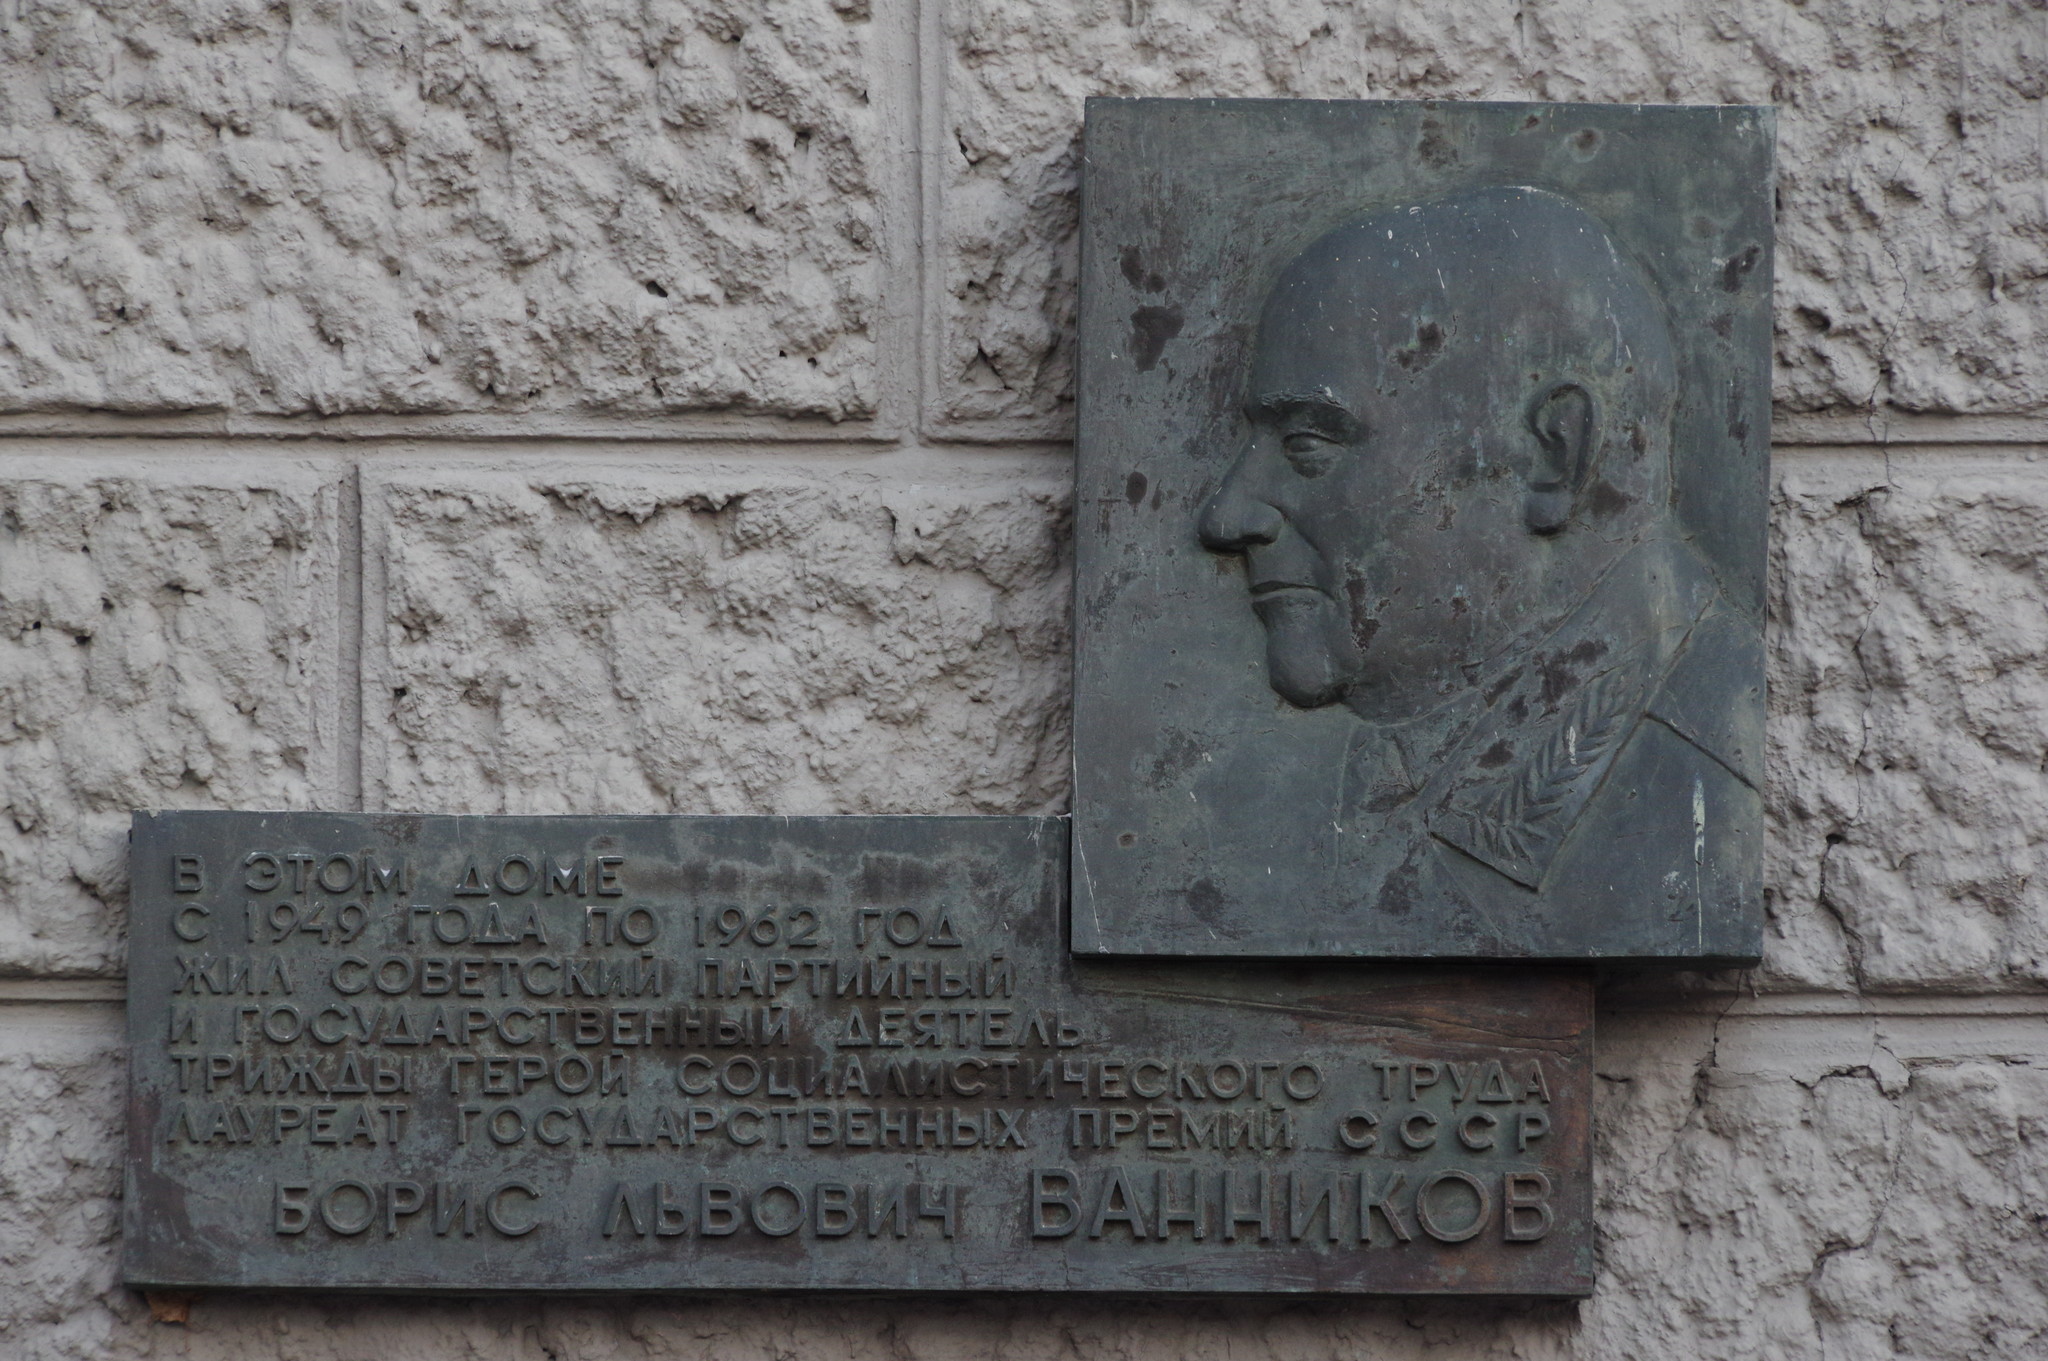 В ЭТОМ ДОМЕ
С 1949 ГОДА ПО 1962 ГОД
ЖИЛ СОВЕТСКИЙ ПАРТИЙНЫЙ
И ГОСУДАРСТВЕННЫЙ ДЕЯТЕЛЬ
ТРИЖДЫ ГЕРОЙ СОЦИАЛИСТИЧЕСКОГО ТРУДА
ЛАУРЕАТ ГОСУДАРСТВЕННЫХ ПРЕМИЙ СССР
БОРИС ЛЬВОВИЧ ВАННИКОВ